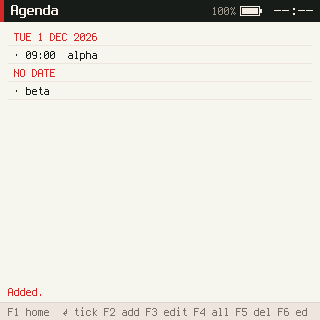 Agenda 100% --:--
TUE 1 DEC 2026
· 09:00 alpha
NO DATE
· beta
Added.
F1 home ↲ tick F2 add F3 edit F4 all F5 del F6 ed